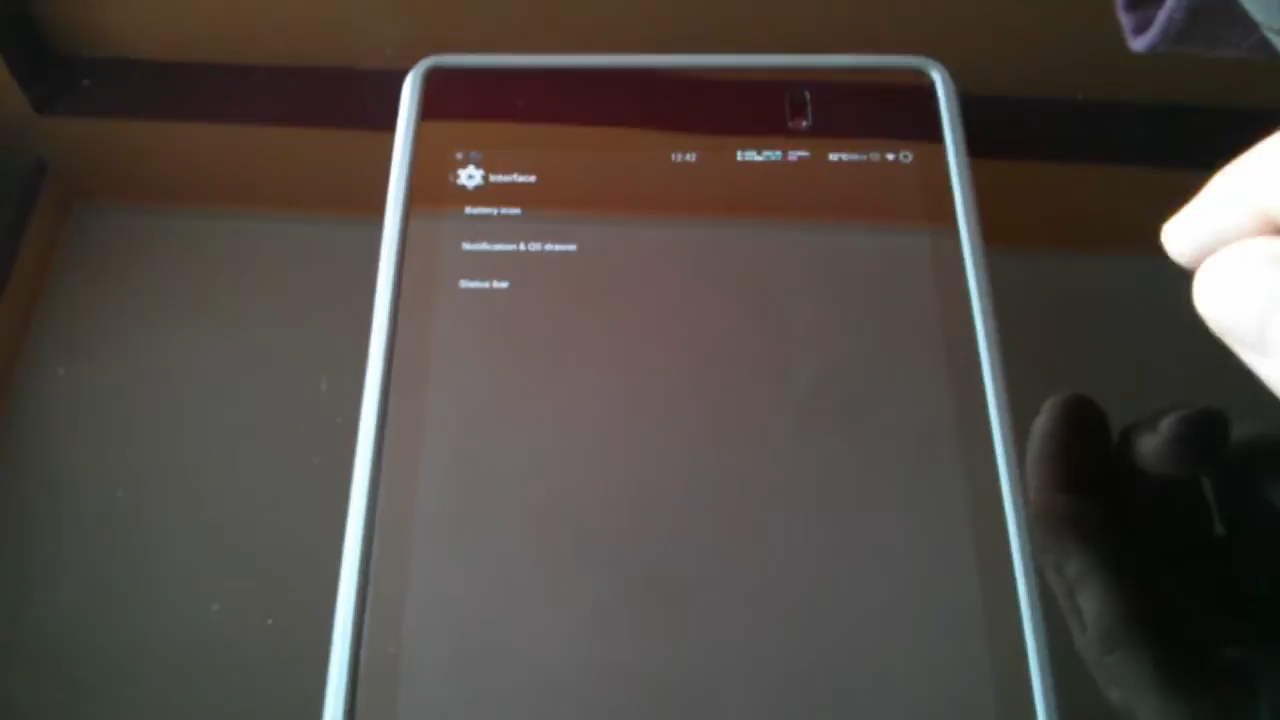 12:42
Interface
Battery icon
Notification & QS drawer
Status bar